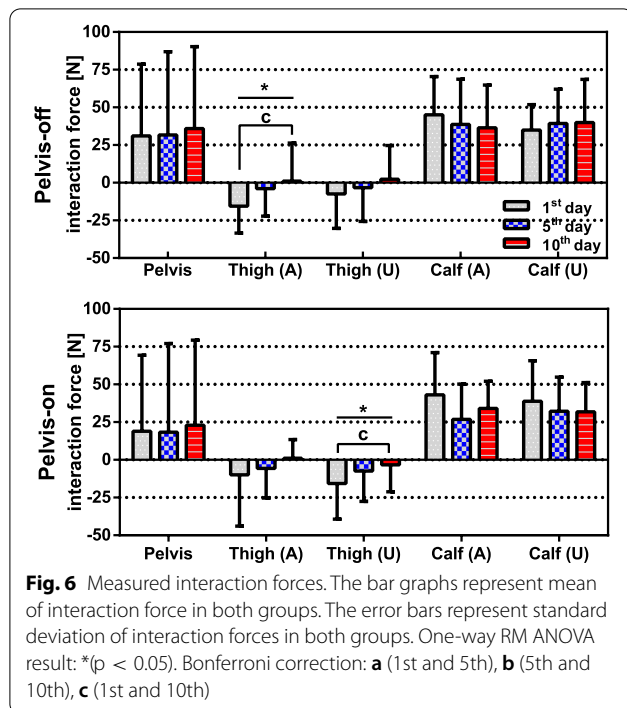 100
75
50
25
0
-25
-50
Pelvis-off
interaction force [N]
*
c
1st day
5th day
10th day
Pelvis Thigh (A) Thigh (U) Calf (A) Calf (U)
100
75
50
25
0
-25
-50
Pelvis-on
interaction force [N]
*
c
Pelvis Thigh (A) Thigh (U) Calf (A) Calf (U)
Fig. 6 Measured interaction forces. The bar graphs represent mean
of interaction force in both groups. The error bars represent standard
deviation of interaction forces in both groups. One-way RM ANOVA
result: *(p < 0.05). Bonferroni correction: a (1st and 5th), b (5th and
10th), c (1st and 10th)